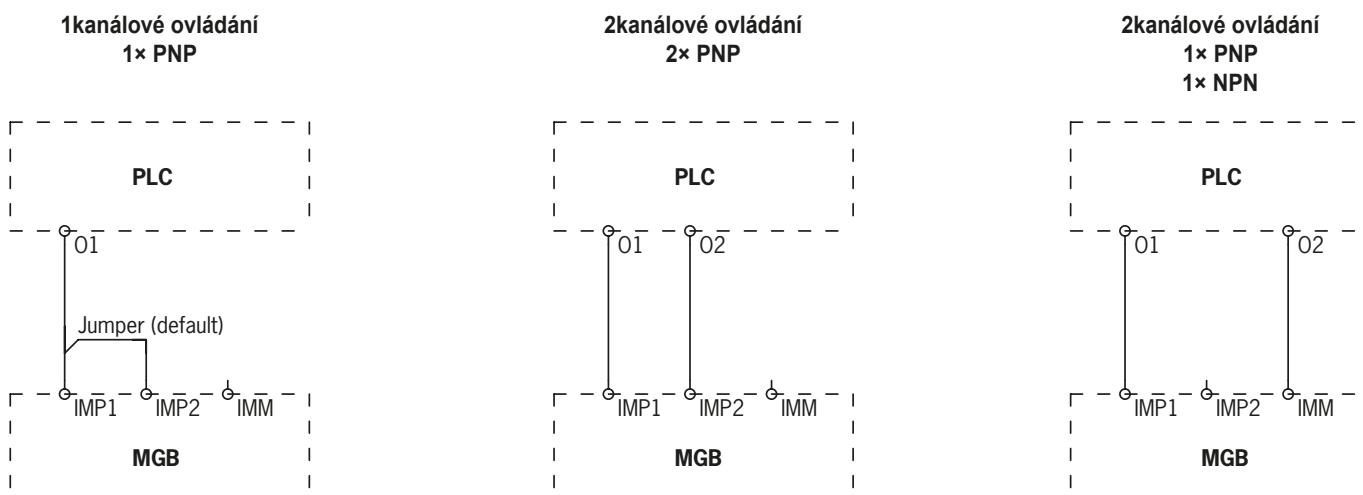 1kanálové ovládání
1× PNP
PLC
O1
Jumper (default)
IMP1 IMP2 IMM
MGB
2kanálové ovládání
2× PNP
PLC
O1 O2
IMP1 IMP2 IMM
MGB
2kanálové ovládání
1× PNP
1× NPN
PLC
O1 O2
IMP1 IMP2 IMM
MGB